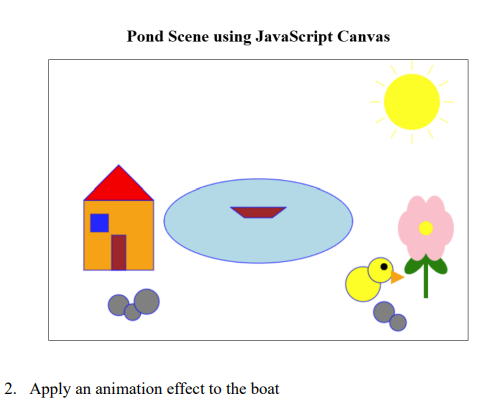 Pond Scene using JavaScript Canvas
2. Apply an animation effect to the boat